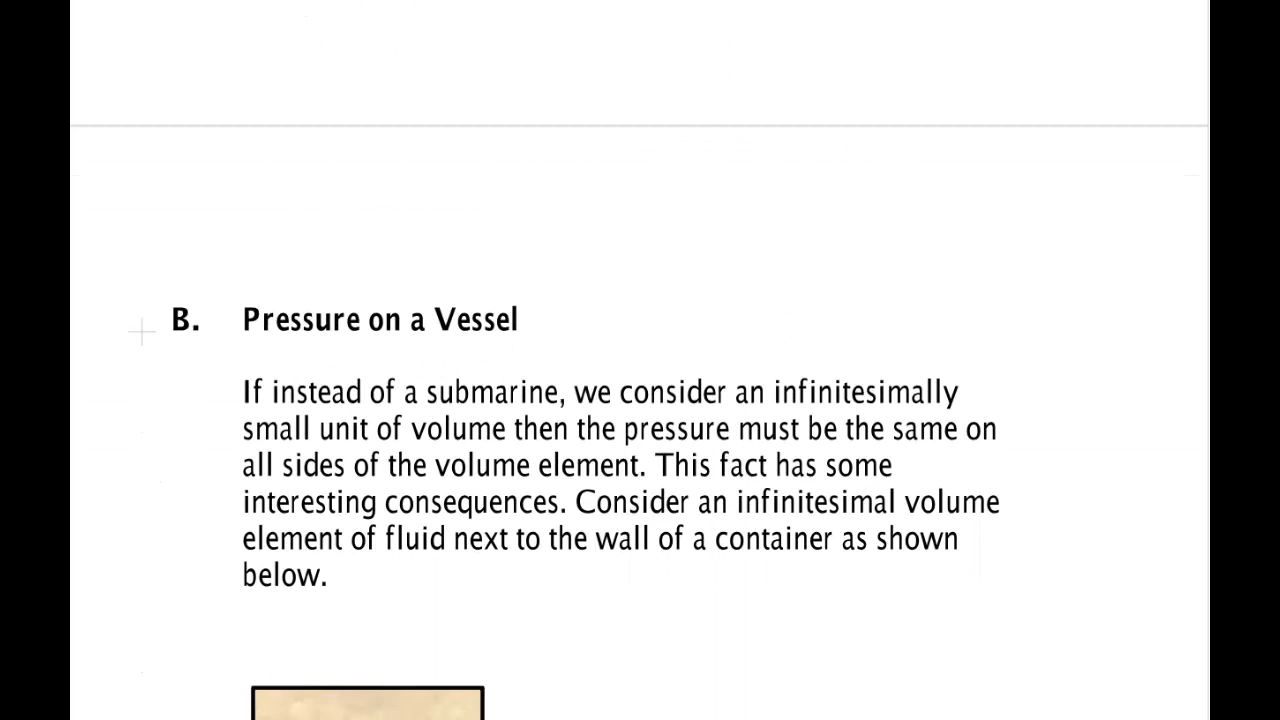 B. Pressure on a Vessel
If instead of a submarine, we consider an infinitesimally
small unit of volume then the pressure must be the same on
all sides of the volume element. This fact has some
interesting consequences. Consider an infinitesimal volume
element of fluid next to the wall of a container as shown
below.